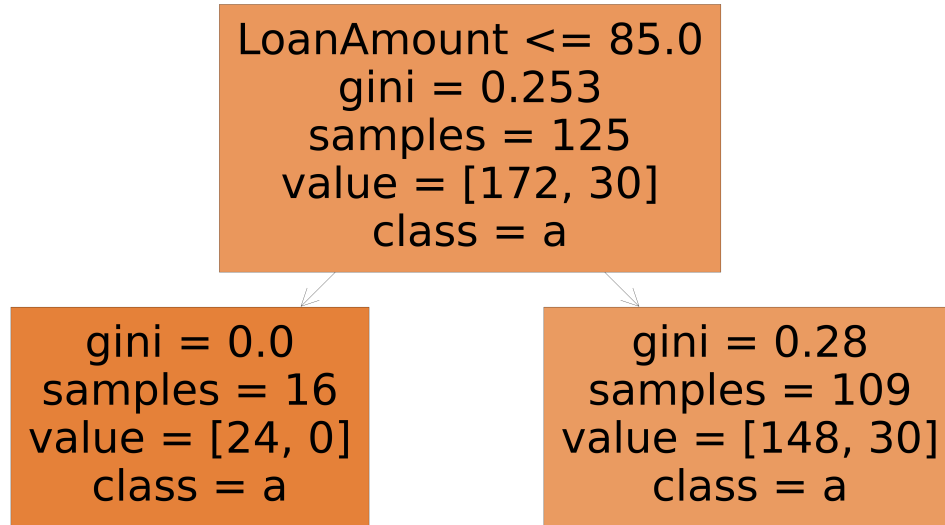 LoanAmount <= 85.0
gini = 0.253
samples = 125
value = [172, 30]
class = a
gini = 0.0
samples = 16
value = [24, 0]
class = a
gini = 0.28
samples = 109
value = [148, 30]
class = a